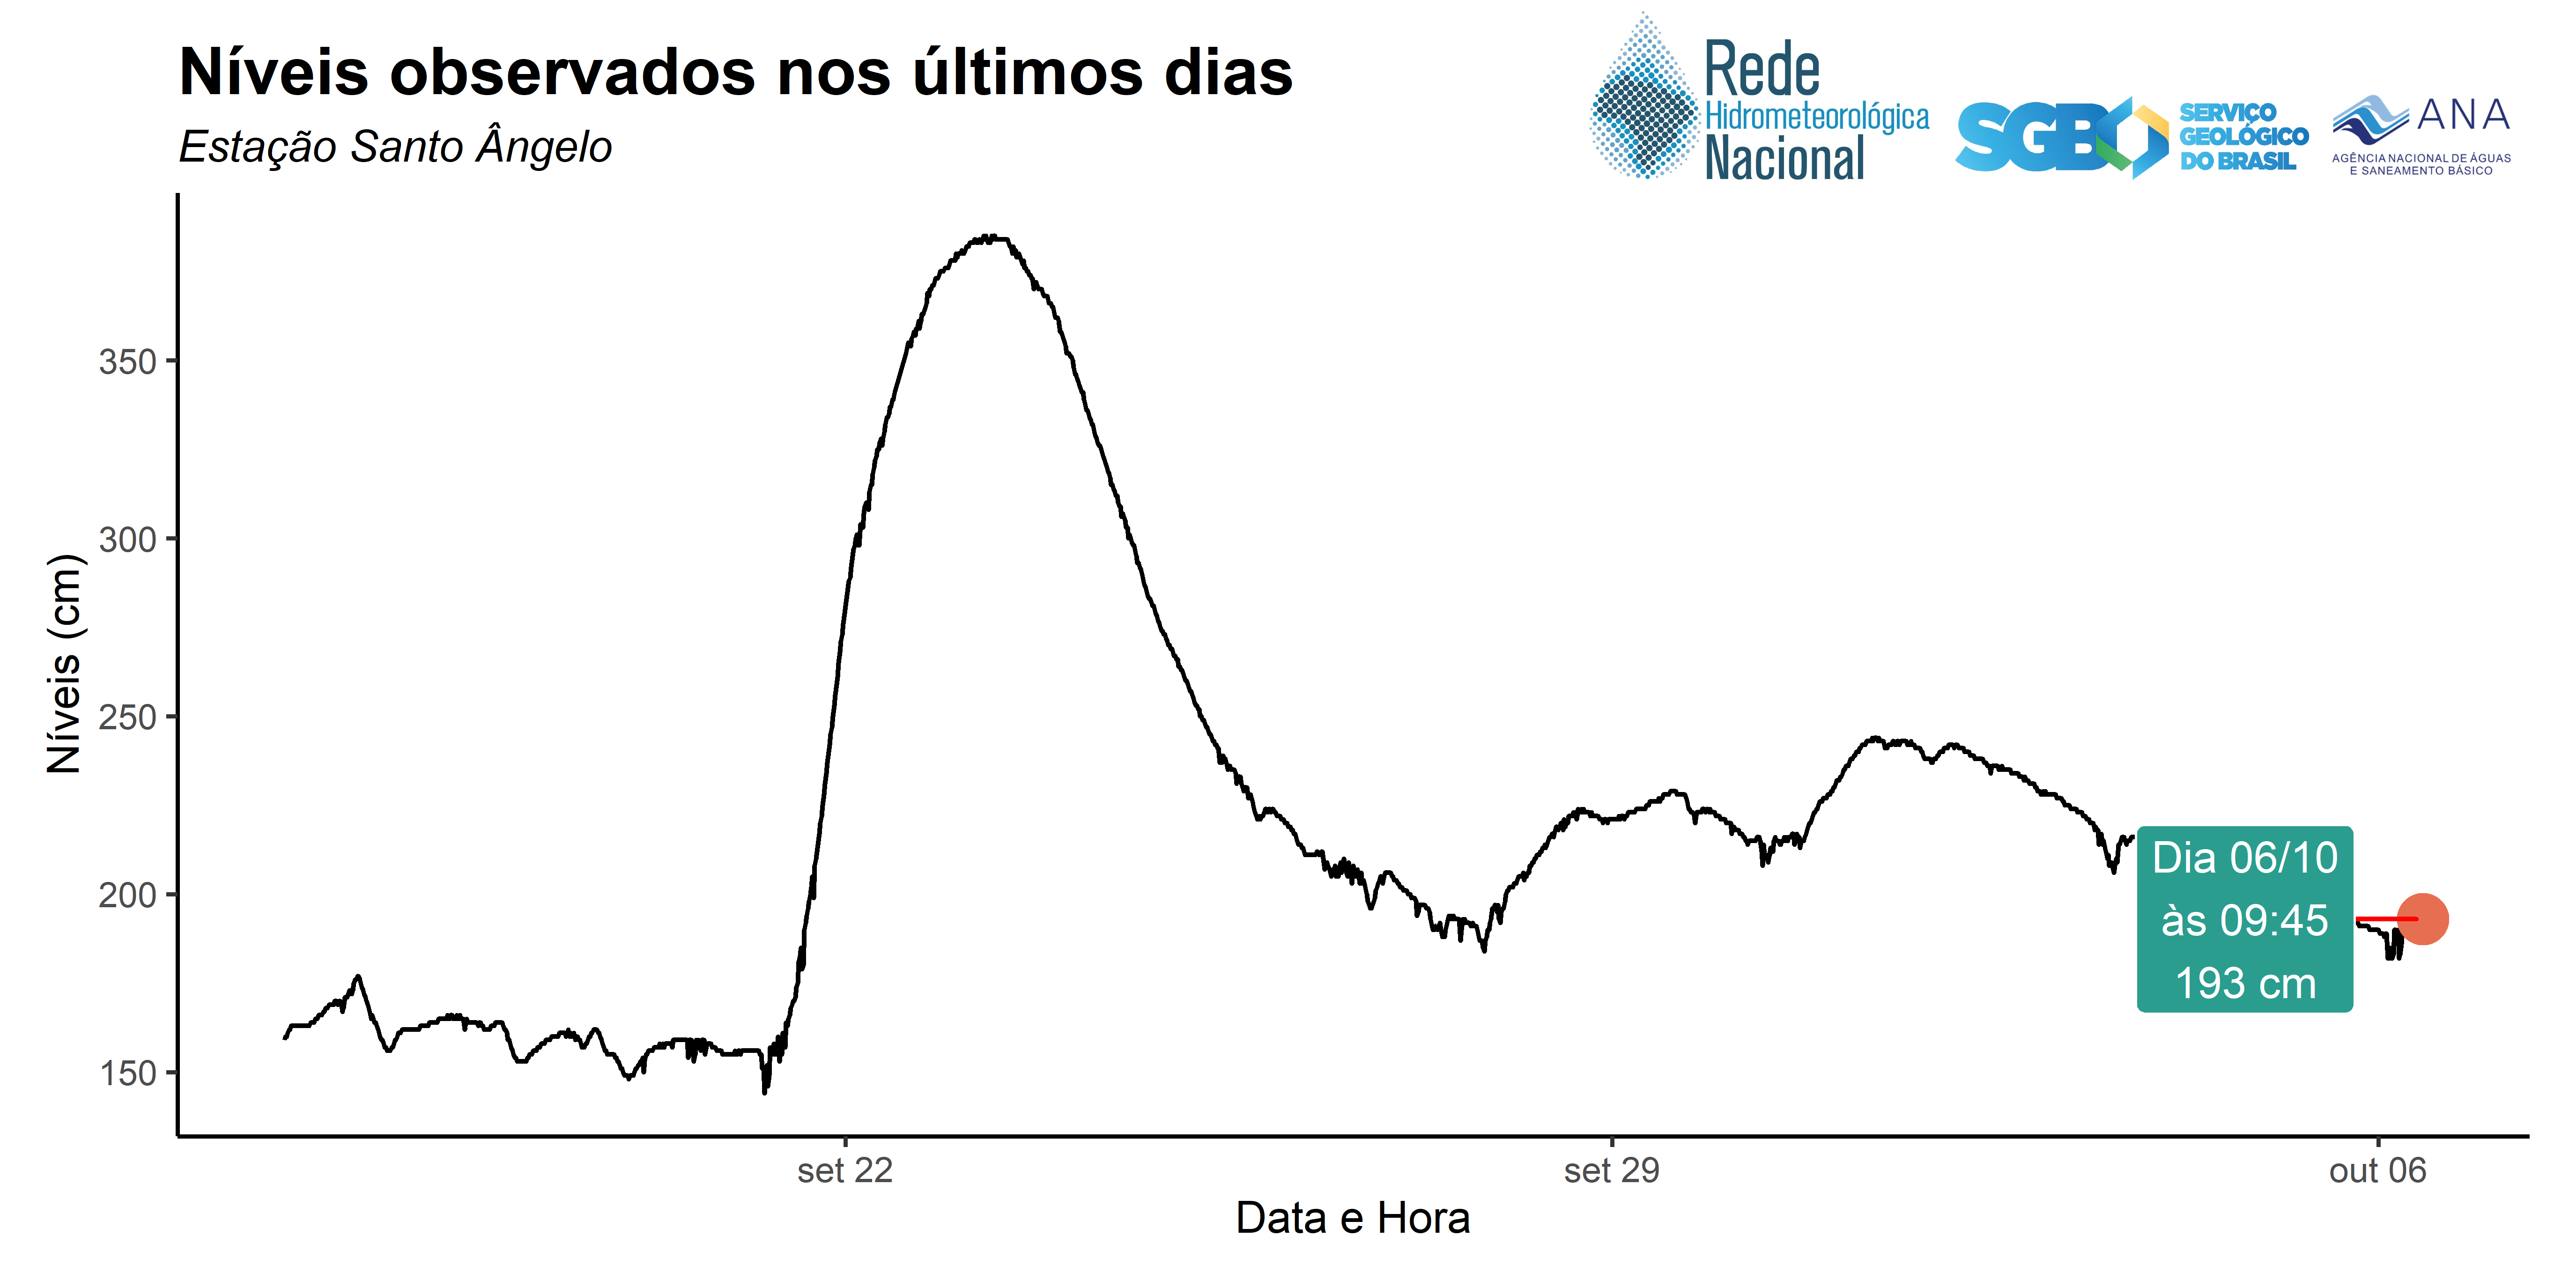 Níveis observados nos últimos dias
Estação Santo Ângelo
Rede
Hidrometeorológica
Nacional
SGB
SERVIÇO
GEOLÓGICO
DO BRASIL
ANA
AGÊNCIA NACIONAL DE ÁGUAS
E SANEAMENTO BÁSICO
Níveis (cm)
350
300
250
200
150
Dia 06/10
às 09:45
193 cm
set 22
set 29
out 06
Data e Hora